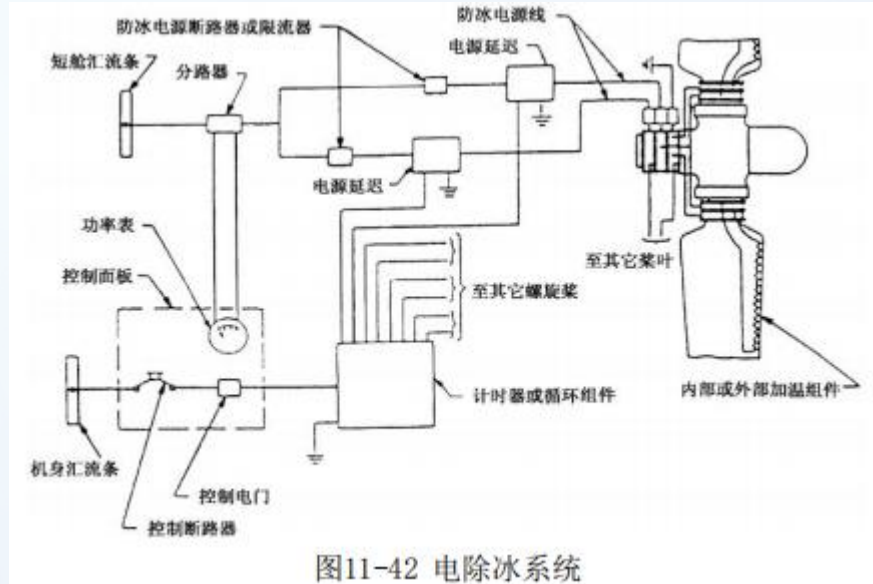 防冰电源断路器或限流器
防冰电源线
电源延迟
短舱汇流条
分路器
电源延迟
功率表
控制面板
至其它桨叶
至其它螺旋桨
内部或外部加温组件
计时器或循环组件
机身汇流条
控制电门
控制断路器
图11-42 电除冰系统